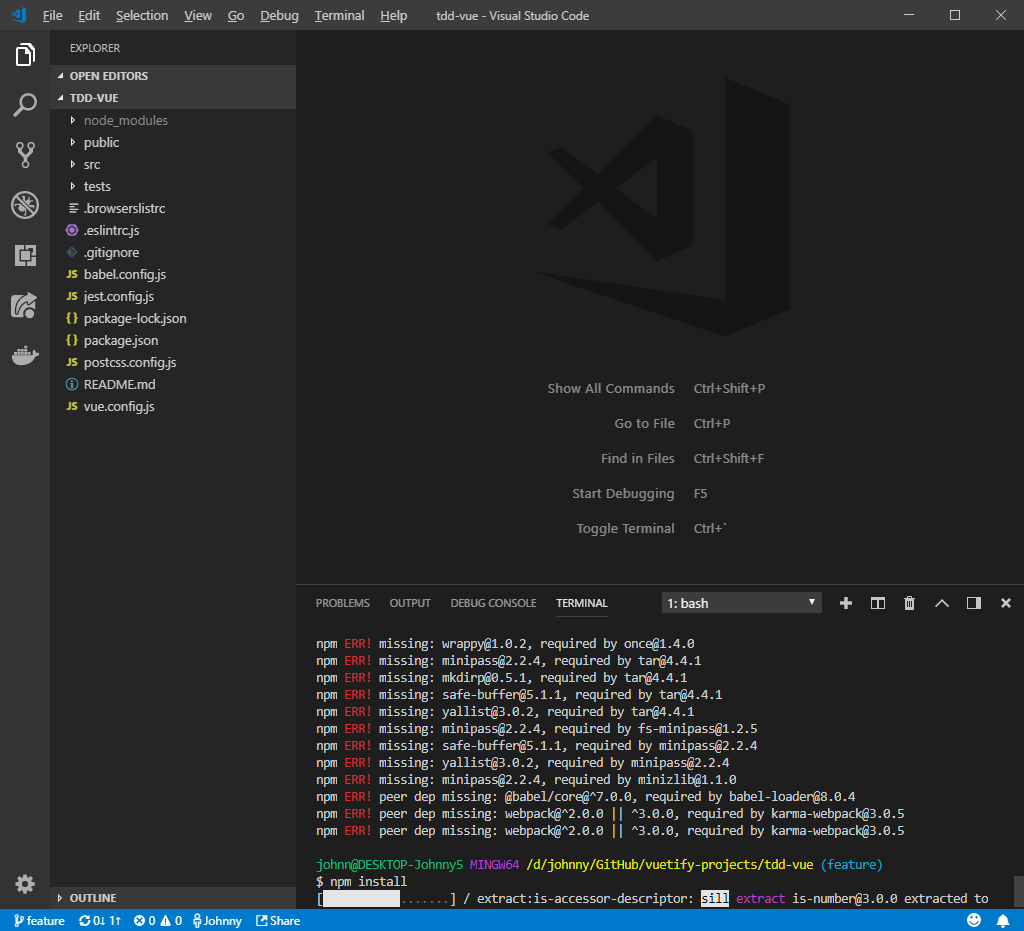 File Edit Selection View Go Debug Terminal Help tdd-vue - Visual Studio Code
EXPLORER
OPEN EDITORS
TDD-VUE
node_modules
public
src
tests
.browserslistrc
.eslintrc.js
.gitignore
JS babel.config.js
JS jest.config.js
{} package-lock.json
{} package.json
JS postcss.config.js
README.md
JS vue.config.js
OUTLINE
Show All Commands Ctrl+Shift+P
Go to File Ctrl+P
Find in Files Ctrl+Shift+F
Start Debugging F5
Toggle Terminal Ctrl+`
PROBLEMS OUTPUT DEBUG CONSOLE TERMINAL 1: bash
npm ERR! missing: wrappy@1.0.2, required by once@1.4.0
npm ERR! missing: minipass@2.2.4, required by tar@4.4.1
npm ERR! missing: mkdirp@0.5.1, required by tar@4.4.1
npm ERR! missing: safe-buffer@5.1.1, required by tar@4.4.1
npm ERR! missing: yallist@3.0.2, required by tar@4.4.1
npm ERR! missing: minipass@2.2.4, required by fs-minipass@1.2.5
npm ERR! missing: safe-buffer@5.1.1, required by minipass@2.2.4
npm ERR! missing: yallist@3.0.2, required by minipass@2.2.4
npm ERR! missing: minipass@2.2.4, required by minizlib@1.1.0
npm ERR! peer dep missing: @babel/core@^7.0.0, required by babel-loader@8.0.4
npm ERR! peer dep missing: webpack@^2.0.0 || ^3.0.0, required by karma-webpack@3.0.5
npm ERR! peer dep missing: webpack@^2.0.0 || ^3.0.0, required by karma-webpack@3.0.5
johnn@DESKTOP-Johnny5 MINGW64 /d/johnny/GitHub/vuetify-projects/tdd-vue (feature)
$ npm install
[ .......] / extract:is-accessor-descriptor: sill extract is-number@3.0.0 extracted to
feature 0↓ 1↑ 0 0 Johnny Share